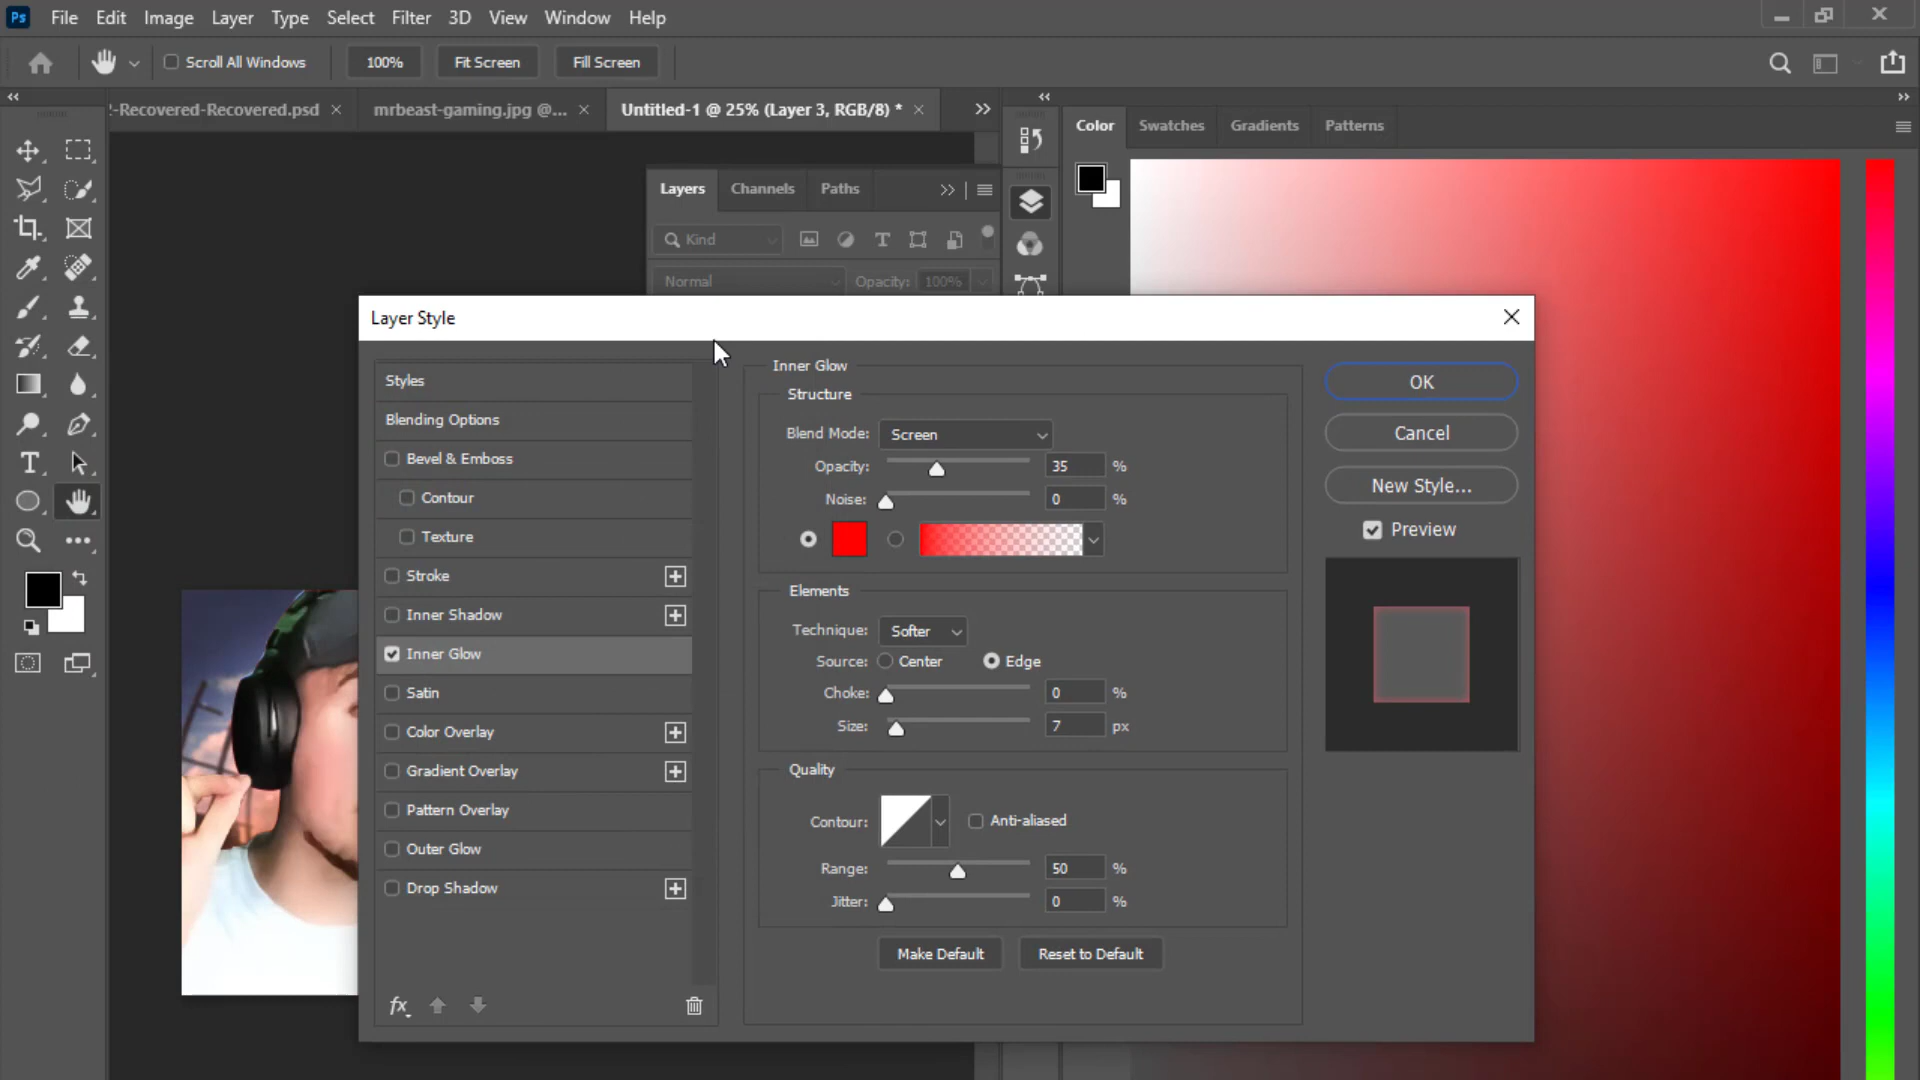 Ps File Edit Image Layer Type Select Filter 3D View Window Help
Scroll All Windows 100% Fit Screen Fill Screen
!-Recovered-Recovered.psd × mrbeast-gaming.jpg @... × Untitled-1 @ 25% (Layer 3, RGB/8) * ×
Color Swatches Gradients Patterns
Layers Channels Paths
Kind
Normal Opacity: 100%
Layer Style
Styles
Blending Options
Bevel & Emboss
Contour
Texture
Stroke
Inner Shadow
Inner Glow
Satin
Color Overlay
Gradient Overlay
Pattern Overlay
Outer Glow
Drop Shadow
fx
Inner Glow
Structure
Blend Mode: Screen
Opacity: 35 %
Noise: 0 %
Elements
Technique: Softer
Source: Center Edge
Choke: 0 %
Size: 7 px
Quality
Contour: Anti-aliased
Range: 50 %
Jitter: 0 %
Make Default Reset to Default
OK
Cancel
New Style...
Preview